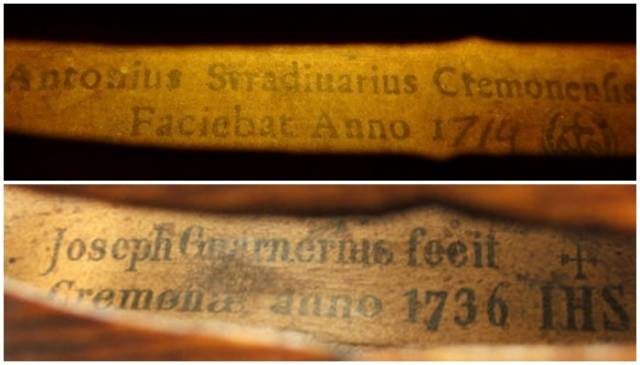 Antonius Stradiuarius Cremonensis
Faciebat Anno 1714
Joseph Guarnerius fecit
Cremonæ anno 1736 IHS